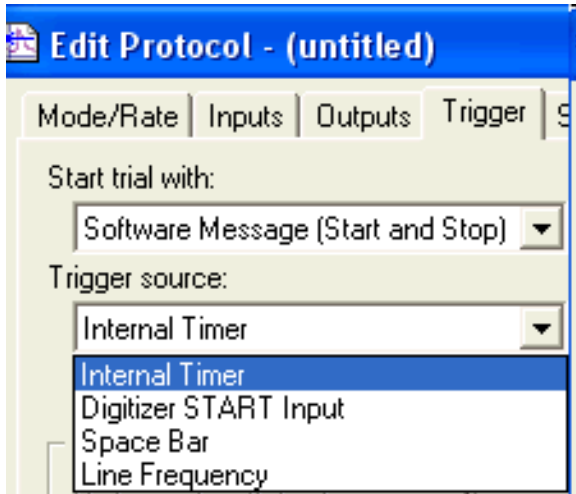 Edit Protocol - (untitled)
Mode/Rate Inputs Outputs Trigger
Start trial with:
Software Message (Start and Stop)
Trigger source:
Internal Timer
Internal Timer
Digitizer START Input
Space Bar
Line Frequency